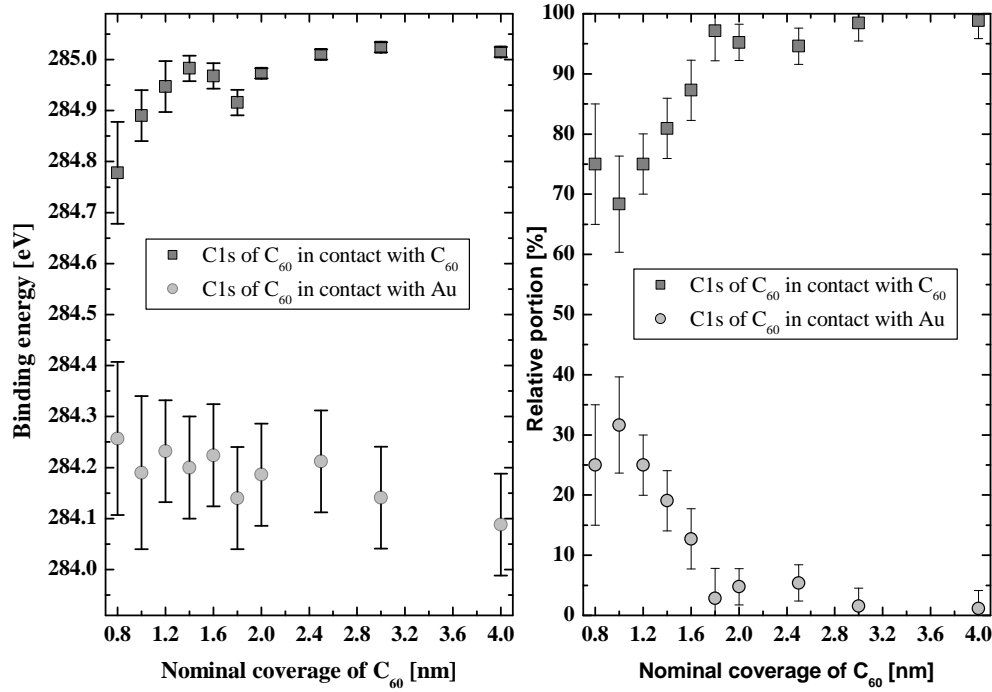 285.0
284.9
284.8
284.7
284.6
284.5
284.4
284.3
284.2
284.1
284.0
Binding energy [eV]
C1s of C60 in contact with C60
C1s of C60 in contact with Au
0.8 1.2 1.6 2.0 2.4 2.8 3.2 3.6 4.0
Nominal coverage of C60 [nm]
100
90
80
70
60
50
40
30
20
10
0
Relative portion [%]
C1s of C60 in contact with C60
C1s of C60 in contact with Au
0.8 1.2 1.6 2.0 2.4 2.8 3.2 3.6 4.0
Nominal coverage of C60 [nm]